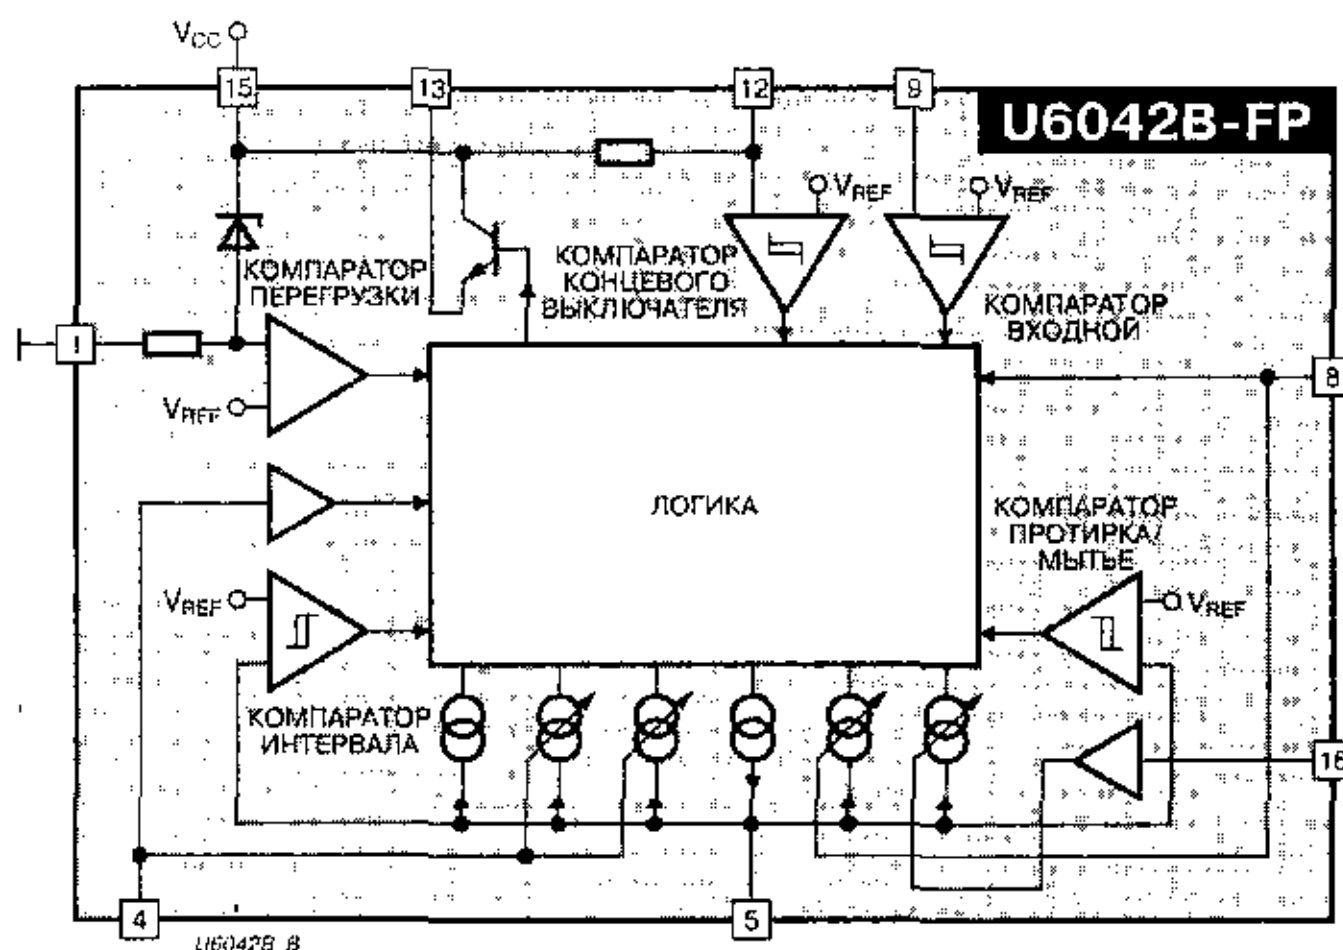 VCC
15
13
12
9
U6042B-FP
VREF
VREF
КОМПАРАТОР
ПЕРЕГРУЗКИ
КОМПАРАТОР
КОНЦЕВОГО
ВЫКЛЮЧАТЕЛЯ
КОМПАРАТОР
ВХОДНОЙ
1
8
VREF
ЛОГИКА
КОМПАРАТОР
ПРОТИРКА/
МЫТЬЕ
VREF
VREF
КОМПАРАТОР
ИНТЕРВАЛА
16
4
5
U6042B_B